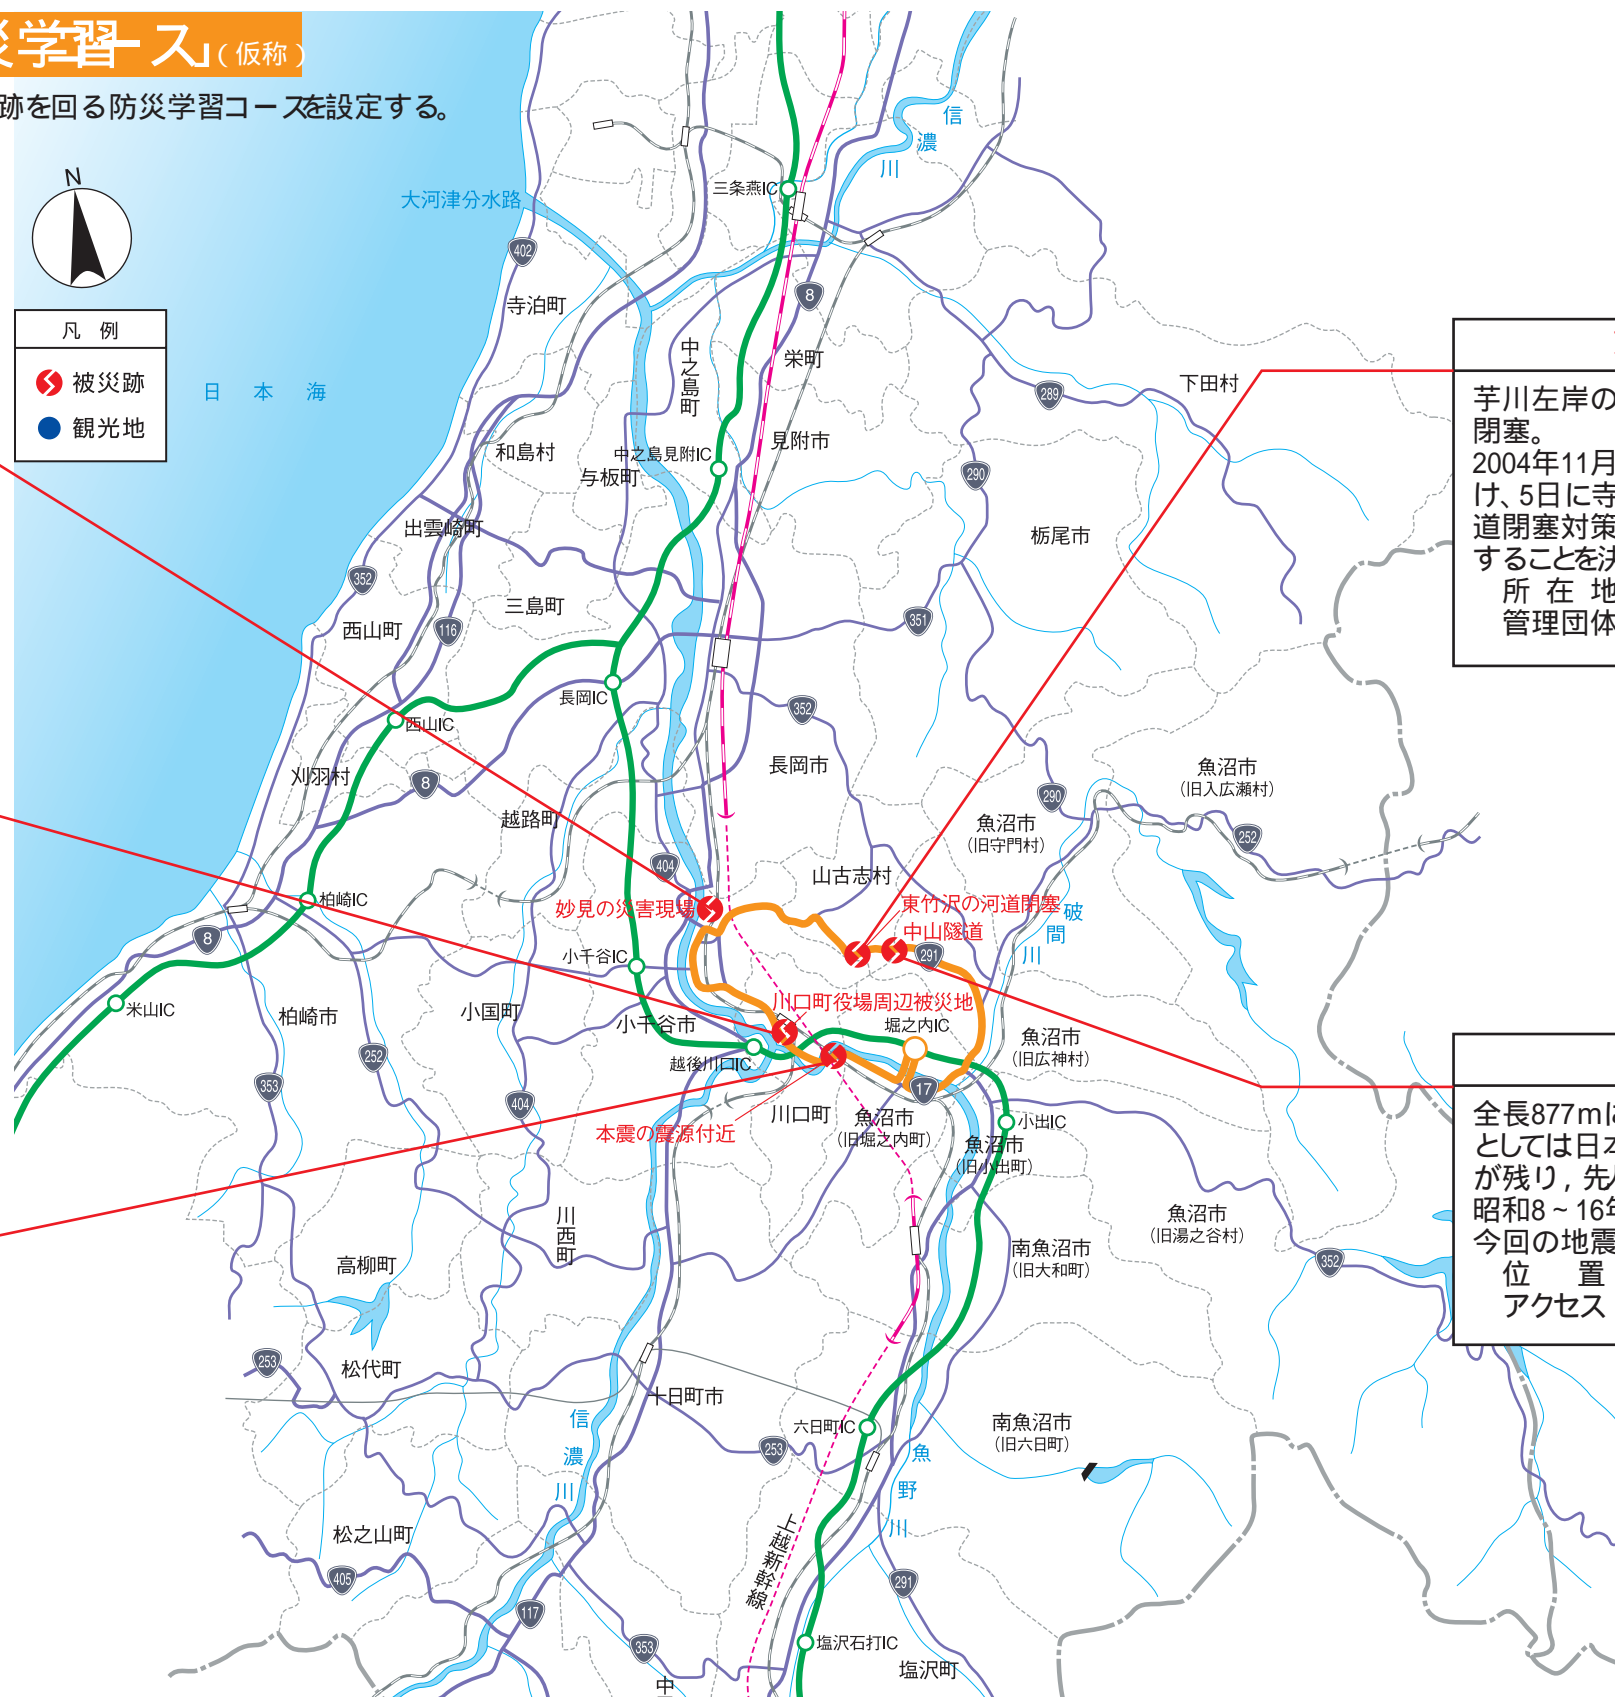 災学習コース」(仮称)
跡を回る防災学習コースを設定する。
N
凡 例
被災跡
観光地
日本海
大河津分水路
信濃川
三条燕IC
402
8
寺泊町
中之島町
栄町
下田村
289
和島村
与板町
中之島見附IC
見附市
290
出雲崎町
栃尾市
352
三島町
西山町
116
351
長岡IC
西山IC
352
刈羽村
8
長岡市
魚沼市
(旧入広瀬村)
290
越路町
魚沼市
(旧守門村)
252
404
山古志村
柏崎IC
妙見の災害現場
東竹沢の河道閉塞
中山隧道
破間川
8
291
小千谷IC
米山IC
柏崎市
小国町
小千谷市
川口町役場周辺被災地
堀之内IC
魚沼市
(旧広神村)
252
越後川口IC
353
404
17
川口町
魚沼市
(旧堀之内町)
小出IC
本震の震源付近
魚沼市
(旧小出町)
川西町
魚沼市
(旧湯之谷村)
高柳町
南魚沼市
(旧大和町)
352
253
松代町
十日町市
六日町IC
南魚沼市
(旧六日町)
信濃川
253
魚野川
松之山町
上越新幹線
405
291
117
353
塩沢石打IC
塩沢町
中
芋川左岸の
閉塞。
2004年11月
け、5日に寺
道閉塞対策
することを決
所在地
管理団体
全長877mは
としては日本
が残り，先人
昭和8～16年
今回の地震
位置
アクセス